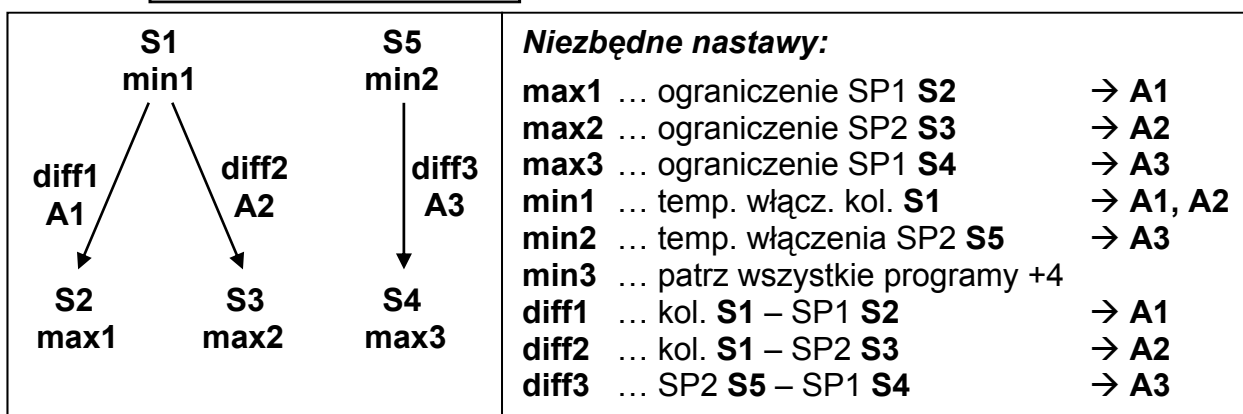 S1
min1
S5
min2
diff1
A1
diff2
A2
diff3
A3
S2
max1
S3
max2
S4
max3
Niezbędne nastawy:
max1 … ograniczenie SP1 S2 → A1
max2 … ograniczenie SP2 S3 → A2
max3 … ograniczenie SP1 S4 → A3
min1 … temp. włącz. kol. S1 → A1, A2
min2 … temp. włączenia SP2 S5 → A3
min3 … patrz wszystkie programy +4
diff1 … kol. S1 – SP1 S2 → A1
diff2 … kol. S1 – SP2 S3 → A2
diff3 … SP2 S5 – SP1 S4 → A3